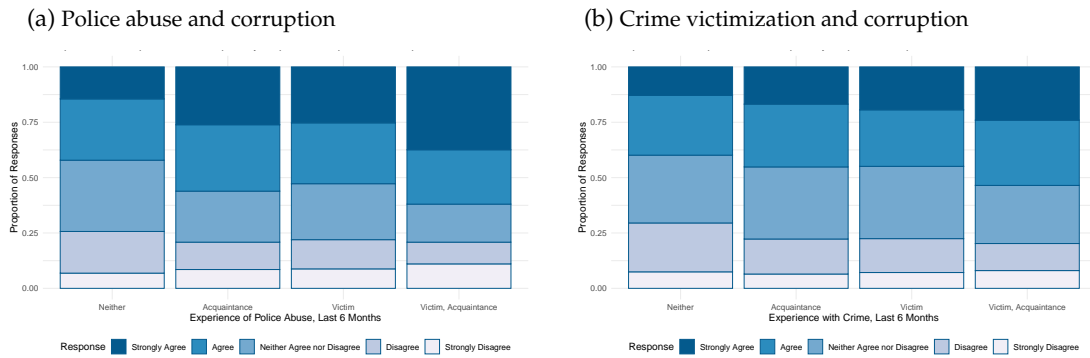 (a) Police abuse and corruption
(b) Crime victimization and corruption
1.00
0.75
0.50
0.25
0.00
Proportion of Responses
Neither
Acquaintance
Victim
Victim, Acquaintance
Experience of Police Abuse, Last 6 Months
Response Strongly Agree Agree Neither Agree nor Disagree Disagree Strongly Disagree
1.00
0.75
0.50
0.25
0.00
Proportion of Responses
Neither
Acquaintance
Victim
Victim, Acquaintance
Experience with Crime, Last 6 Months
Response Strongly Agree Agree Neither Agree nor Disagree Disagree Strongly Disagree